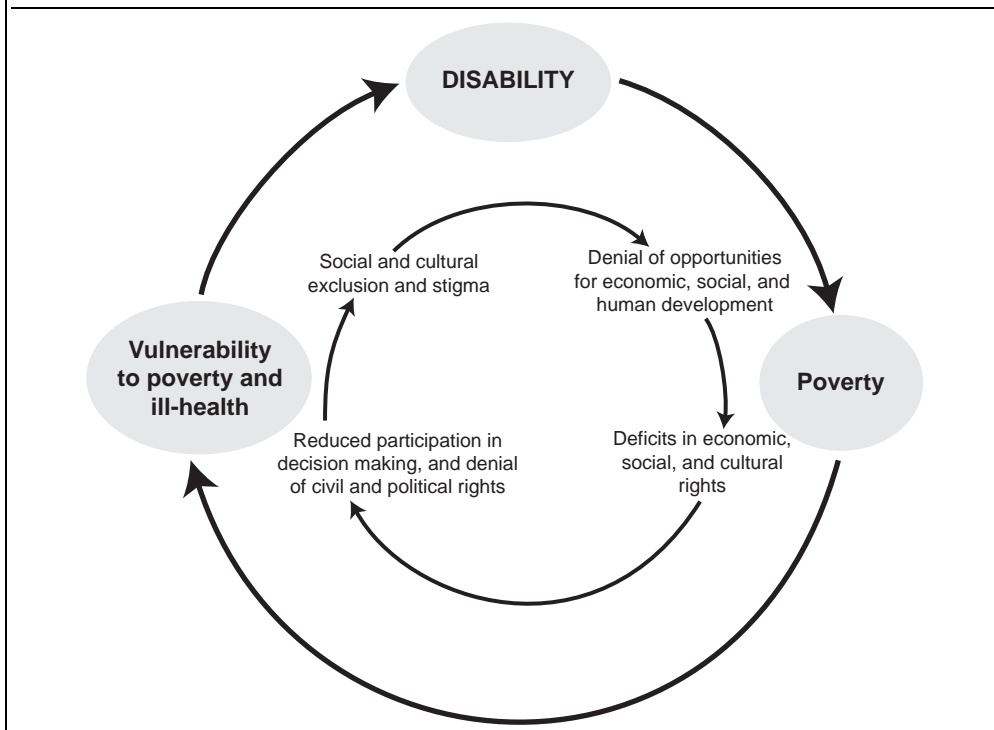 DISABILITY
Social and cultural
exclusion and stigma
Denial of opportunities
for economic, social, and
human development
Vulnerability
to poverty and
ill-health
Poverty
Reduced participation in
decision making, and denial
of civil and political rights
Deficits in economic,
social, and cultural
rights